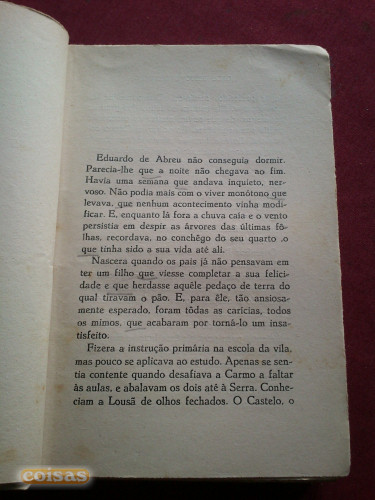 Eduardo de Abreu não conseguia dormir.
Parecia-lhe que a noite não chegava ao fim.
Havia uma semana que andava inquieto, ner-
voso. Não podia mais com o viver monótono que
levava, que nenhum acontecimento vinha modi-
ficar. E, enquanto lá fora a chuva caía e o vento
persistia em despir as árvores das últimas fô-
lhas, recordava, no conchêgo do seu quarto ,o
que tinha sido a sua vida até ali.
Nascera quando os pais já não pensavam em
ter um filho que viesse completar a sua felici-
dade e que herdasse aquêle pedaço de terra do
qual tiravam o pão. E, para êle, tão ansiosa-
mente esperado, foram tôdas as carícias, todos
os mimos, que acabaram por torná-lo um insa-
tisfeito.
Fizera a instrução primária na escola da vila,
mas pouco se aplicava ao estudo. Apenas-se sen-
tia contente quando desafiava a Carmo a faltar
às aulas, e abalavam os dois até à Serra. Conhe-
ciam a Lousã de olhos fechados. O Castelo, o
coisas